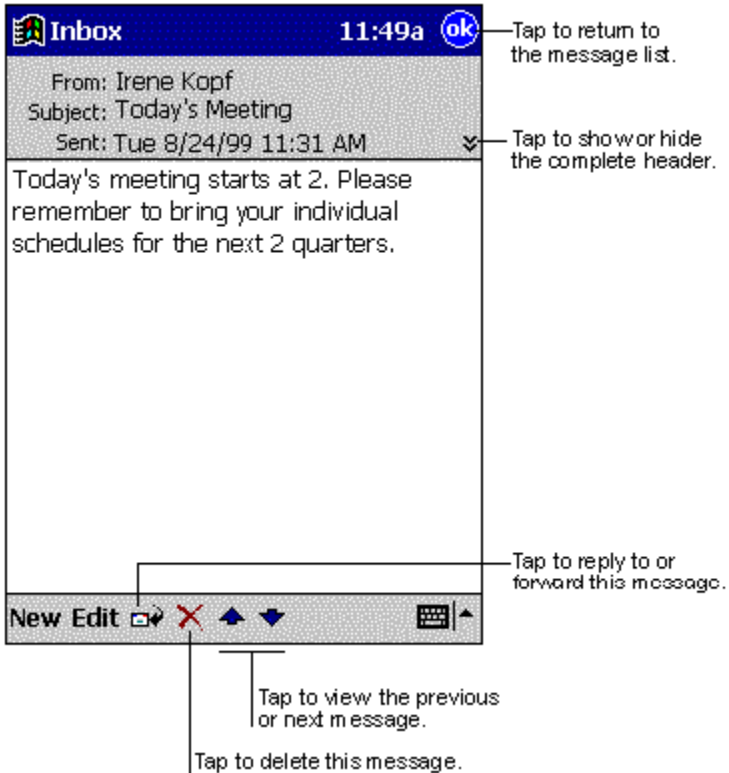 Inbox 11:49a ok
Tap to return to
the message list.
From: Irene Kopf
Subject: Today's Meeting
Sent: Tue 8/24/99 11:31 AM
Tap to show or hide
the complete header.
Today's meeting starts at 2. Please
remember to bring your individual
schedules for the next 2 quarters.
Tap to reply to or
forward this message.
New Edit
Tap to view the previous
or next message.
Tap to delete this message.